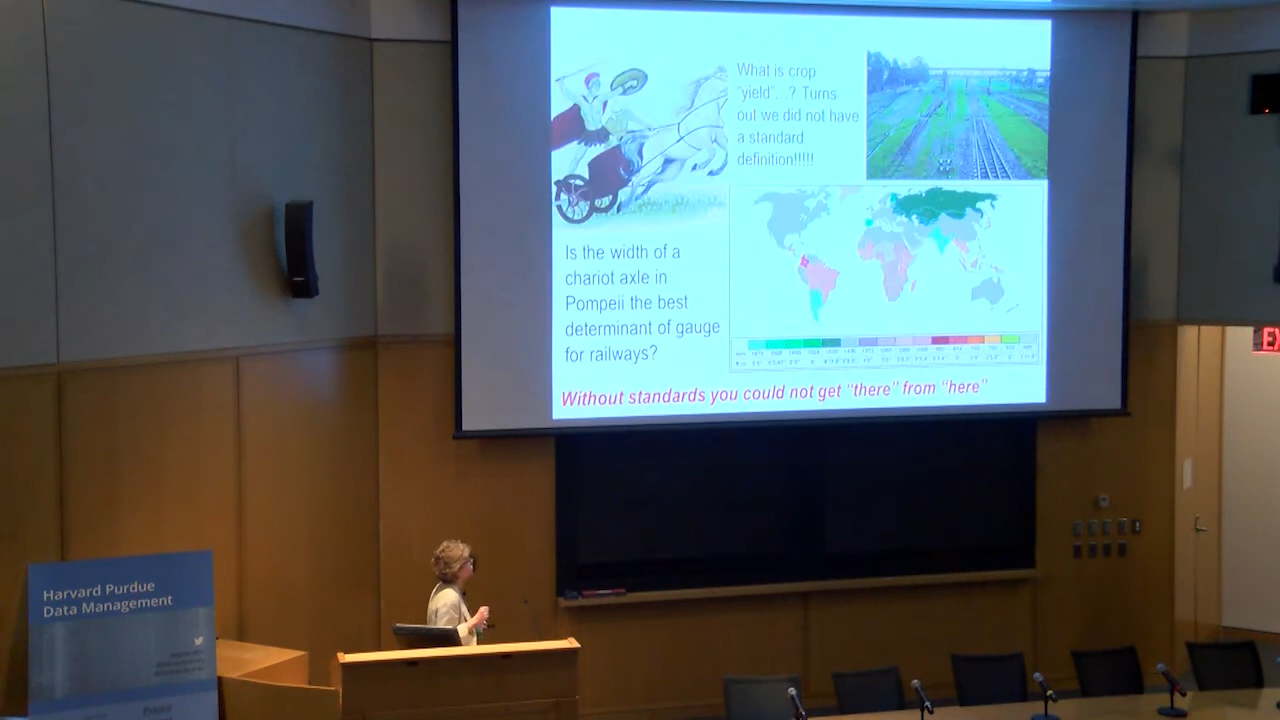 What is crop
"yield"...? Turns
out we did not have
a standard
definition!!!!!
Is the width of a
chariot axle in
Pompeii the best
determinant of gauge
for railways?
Without standards you could not get "there" from "here"
EX
Harvard Purdue
Data Management